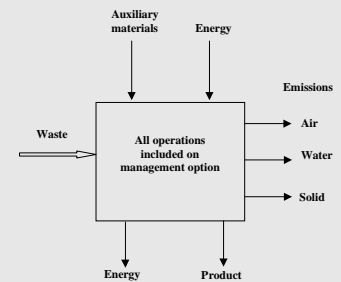 Auxiliary
materials
Energy
Emissions
Waste
All operations
included on
management option
Air
Water
Solid
Energy
Product